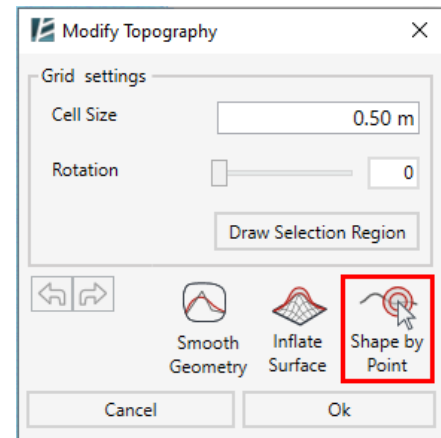 Modify Topography
Grid settings
Cell Size
0.50 m
Rotation
0
Draw Selection Region
Smooth
Geometry
Inflate
Surface
Shape by
Point
Cancel
Ok